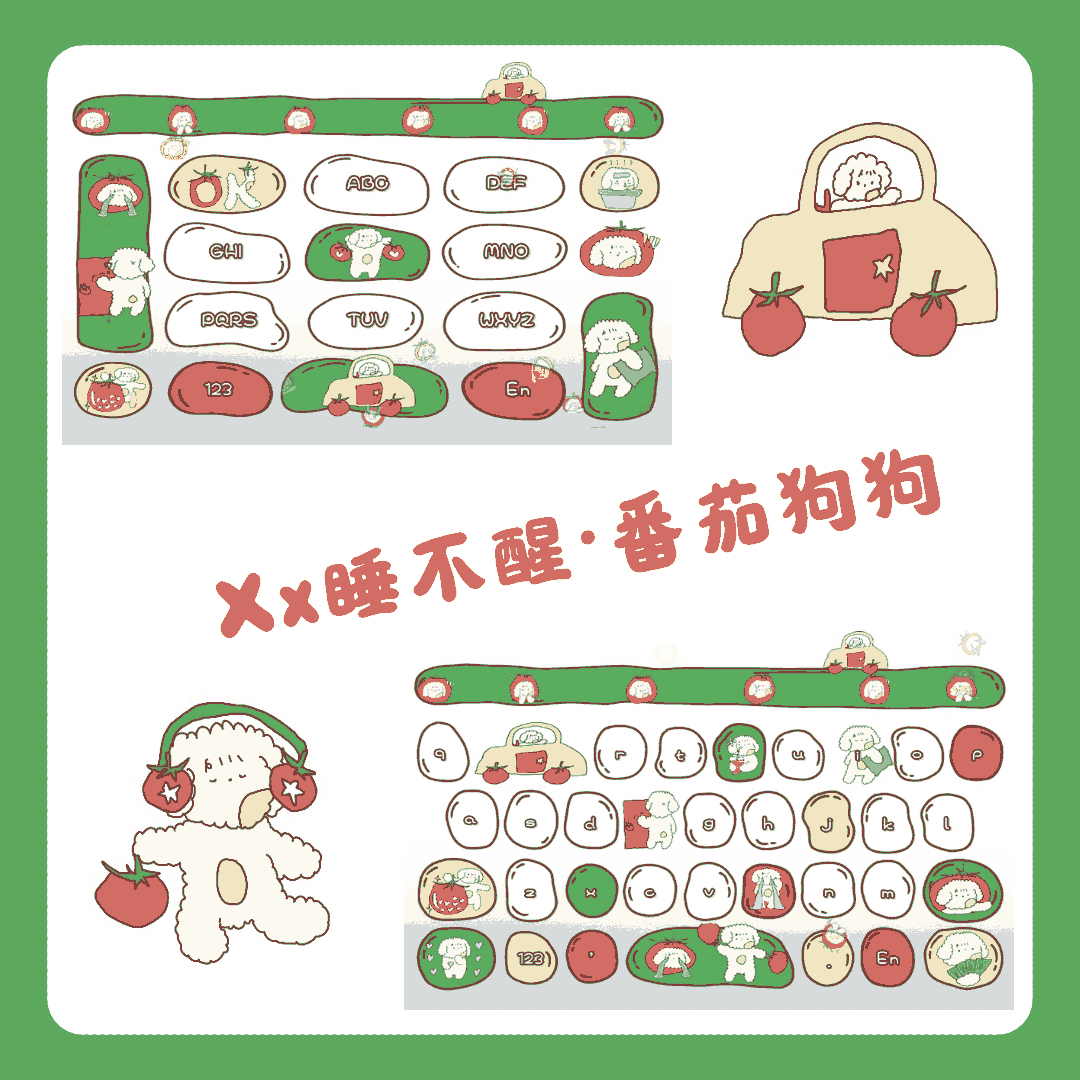 OK ABC DEF
GHI MNO
PQRS TUV WXYZ
123 En
Xx睡不醒·番茄狗狗
q r t u i o p
a s d g h j k l
z x c v n m
123 , 。 En